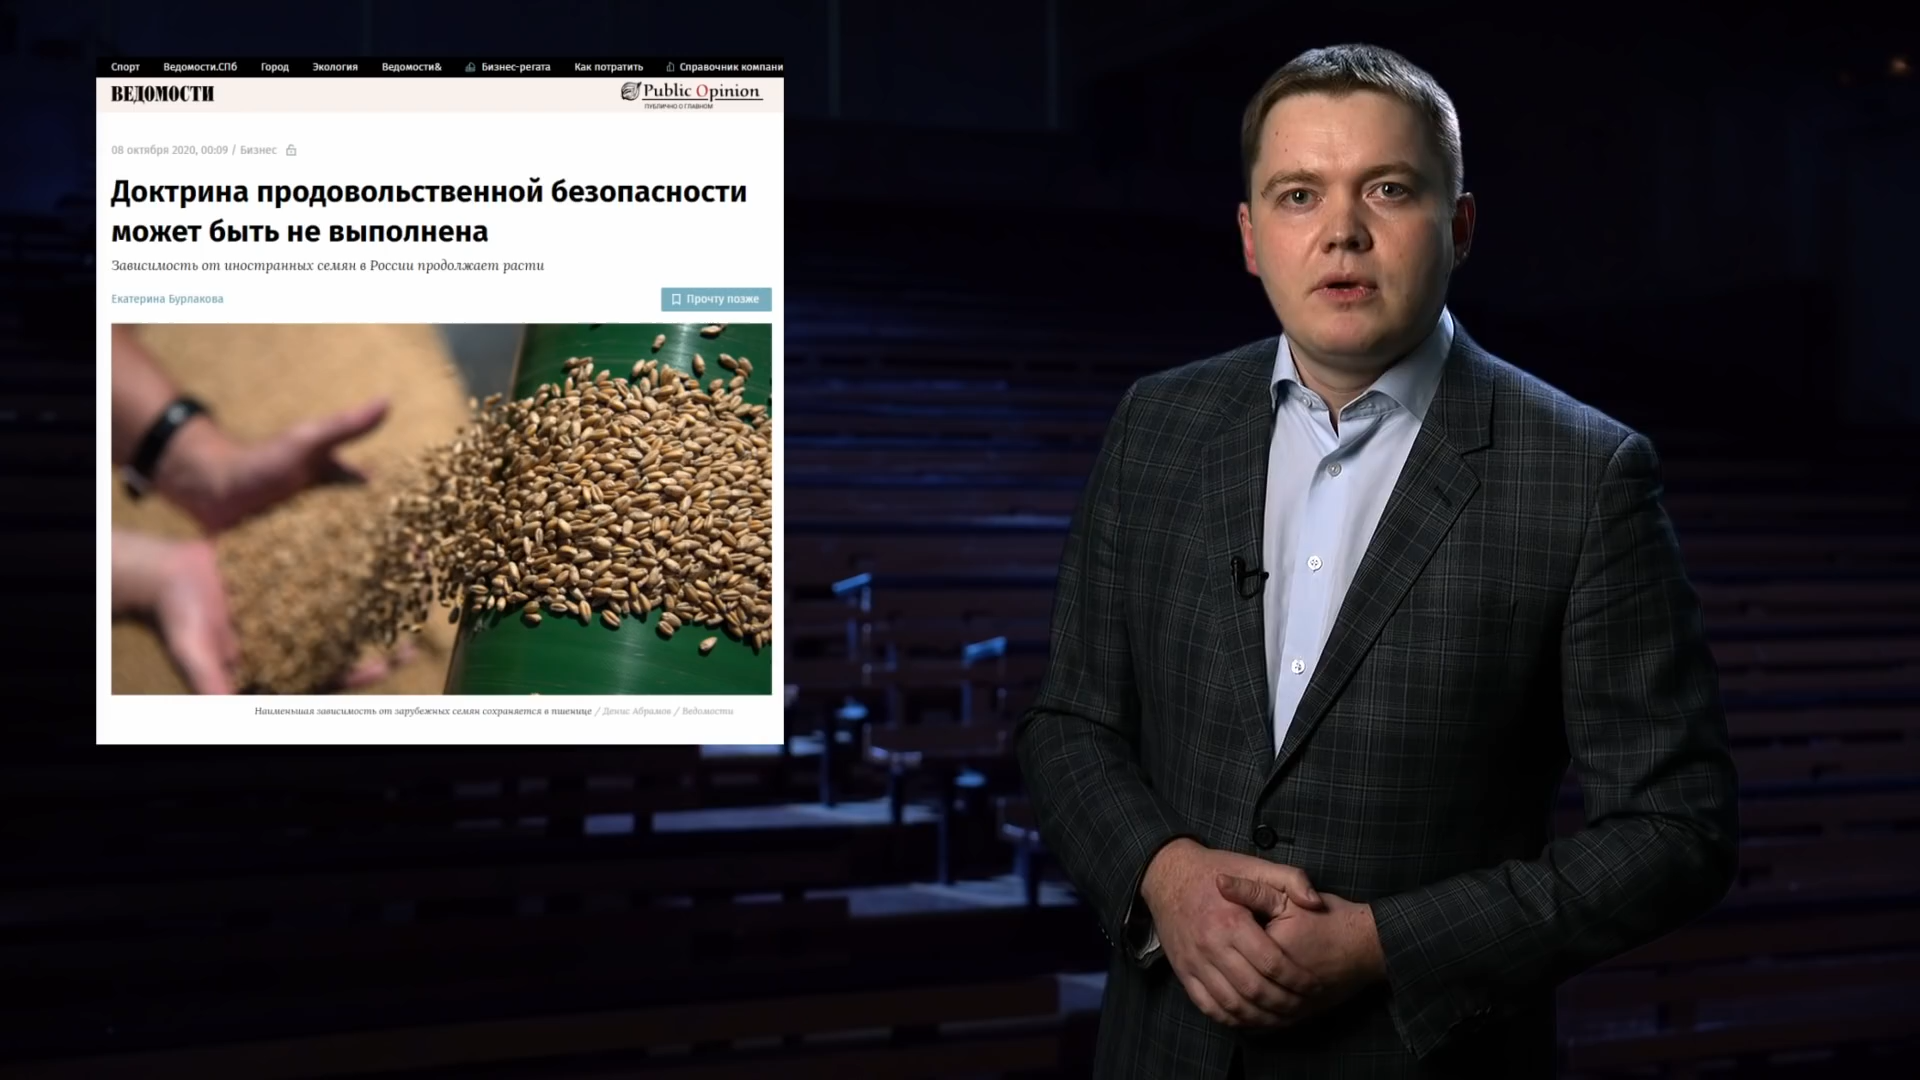 Спорт Ведомости.СПб Город Экология Ведомости& Бизнес-регата Как потратить Справочник компани
ВЕДОМОСТИ
Public Opinion
ПУБЛИЧНО О ГЛАВНОМ
08 октября 2020, 00:09 / Бизнес
Доктрина продовольственной безопасности
может быть не выполнена
Зависимость от иностранных семян в России продолжает расти
Екатерина Бурлакова
Прочту позже
Наименьшая зависимость от зарубежных семян сохраняется в пшенице / Денис Абрамов / Ведомости